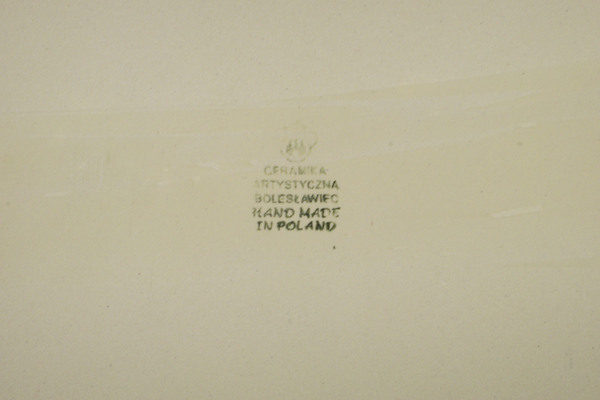 CERAMIKA
ARTYSTYCZNA
BOLESŁAWIEC
HAND MADE
IN POLAND